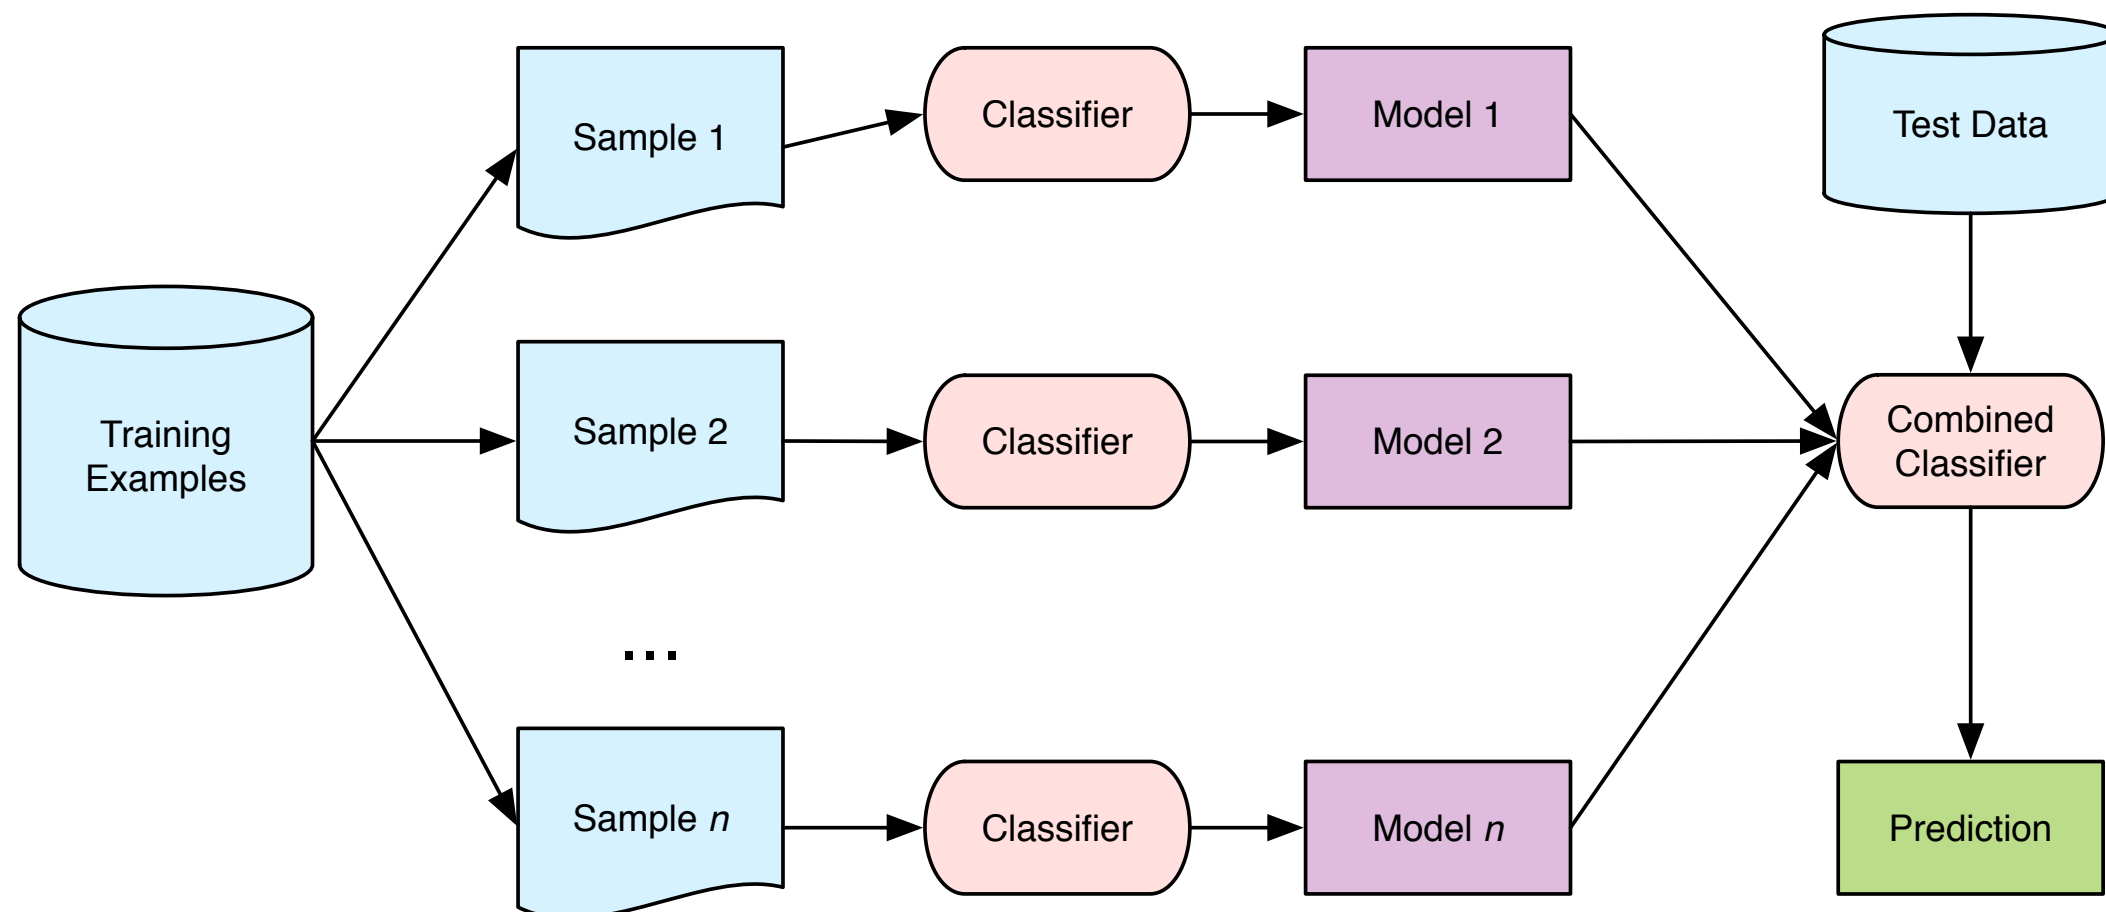 Sample 1
Classifier
Model 1
Test Data
Training
Examples
Sample 2
Classifier
Model 2
Combined
Classifier
...
Sample n
Classifier
Model n
Prediction